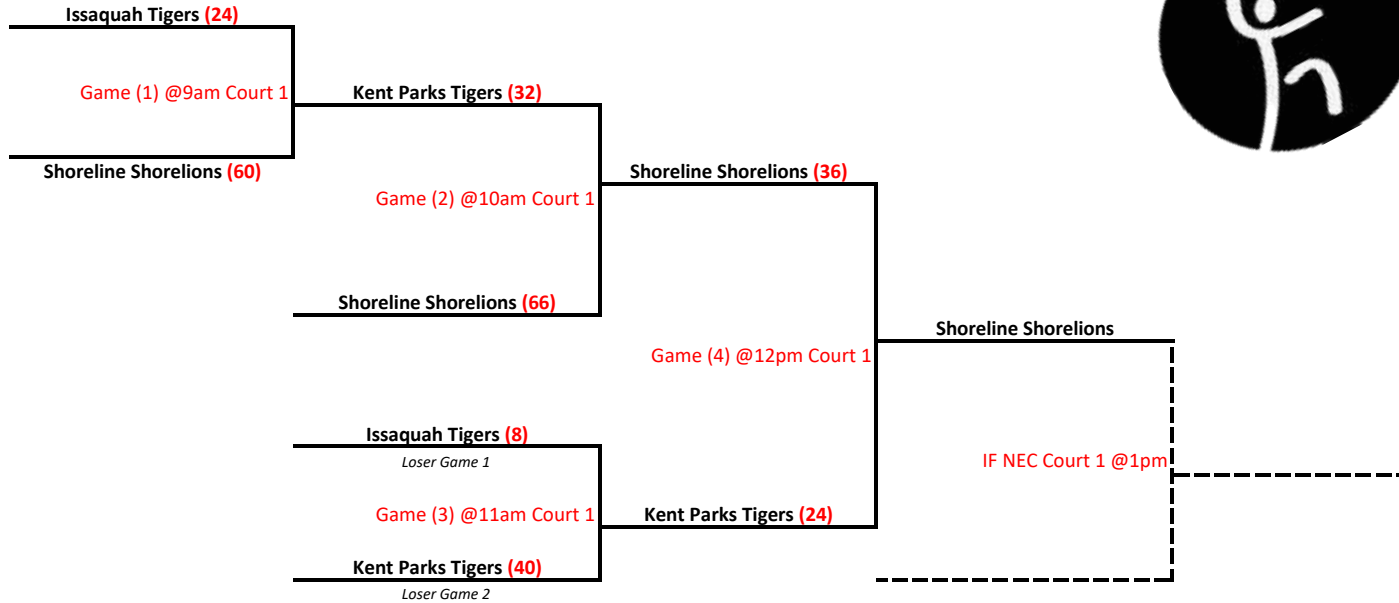 Issaquah Tigers (24)
Game (1) @9am Court 1
Kent Parks Tigers (32)
Shoreline Shorelions (60)
Shoreline Shorelions (36)
Game (2) @10am Court 1
Shoreline Shorelions (66)
Shoreline Shorelions
Game (4) @12pm Court 1
Issaquah Tigers (8)
Loser Game 1
IF NEC Court 1 @1pm
Game (3) @11am Court 1
Kent Parks Tigers (24)
Kent Parks Tigers (40)
Loser Game 2